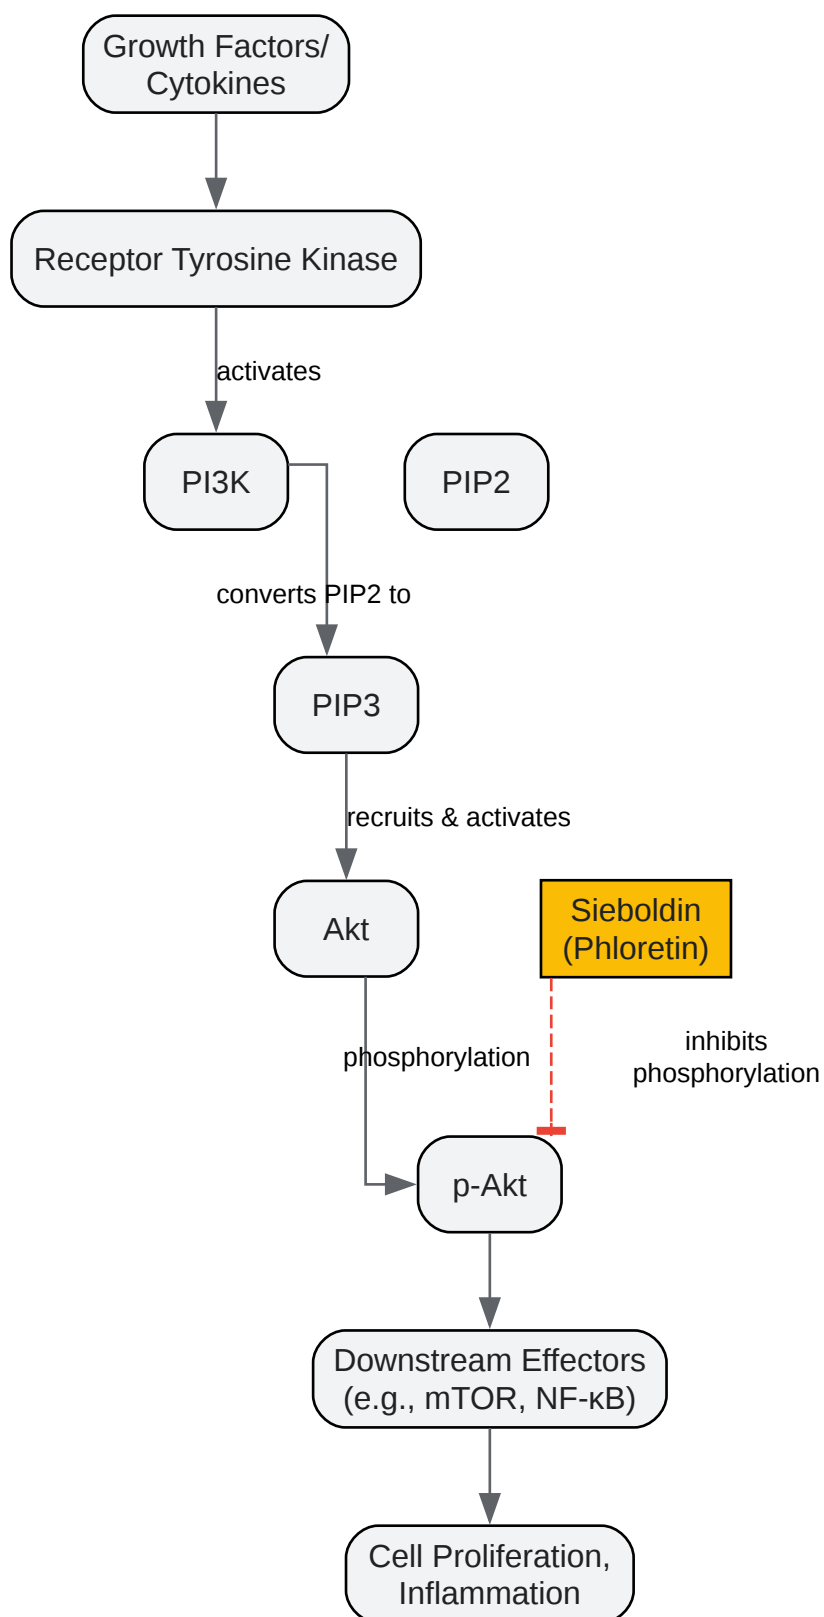 Growth Factors/
Cytokines
Receptor Tyrosine Kinase
activates
PI3K
PIP2
converts PIP2 to
PIP3
recruits & activates
Akt
Sieboldin
(Phloretin)
phosphorylation
inhibits
phosphorylation
p-Akt
Downstream Effectors
(e.g., mTOR, NF-κB)
Cell Proliferation,
Inflammation